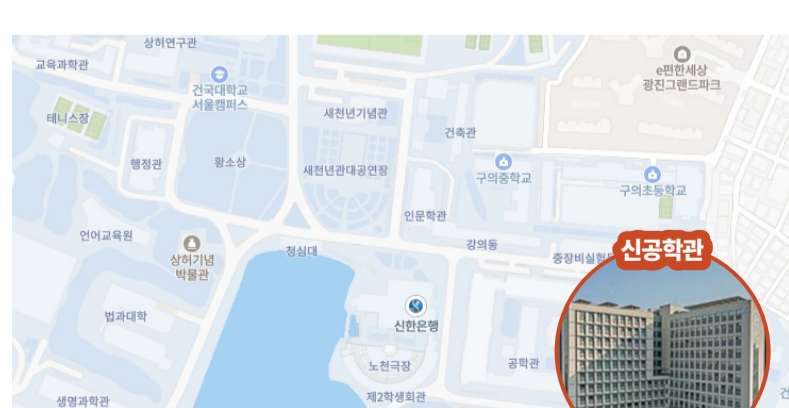 상허연구관
교육과학관
건국대학교
서울캠퍼스
e편한세상
광진그랜드파크
테니스장
새천년기념관
건축관
행정관
황소상
새천년관대공연장
구의중학교
구의초등학교
인문학관
언어교육원
상허기념
박물관
청심대
강의동
중장비실험
신공학관
법과대학
신한은행
노천극장
공학관
제2학생회관
생명과학관
건